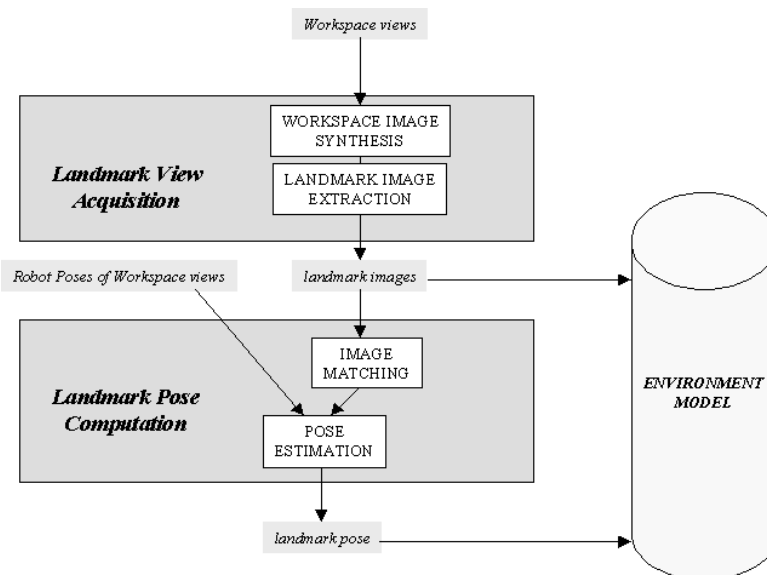 Workspace views
WORKSPACE IMAGE
SYNTHESIS
Landmark View
Acquisition
LANDMARK IMAGE
EXTRACTION
Robot Poses of Workspace views
landmark images
IMAGE
MATCHING
Landmark Pose
Computation
POSE
ESTIMATION
ENVIRONMENT
MODEL
landmark pose